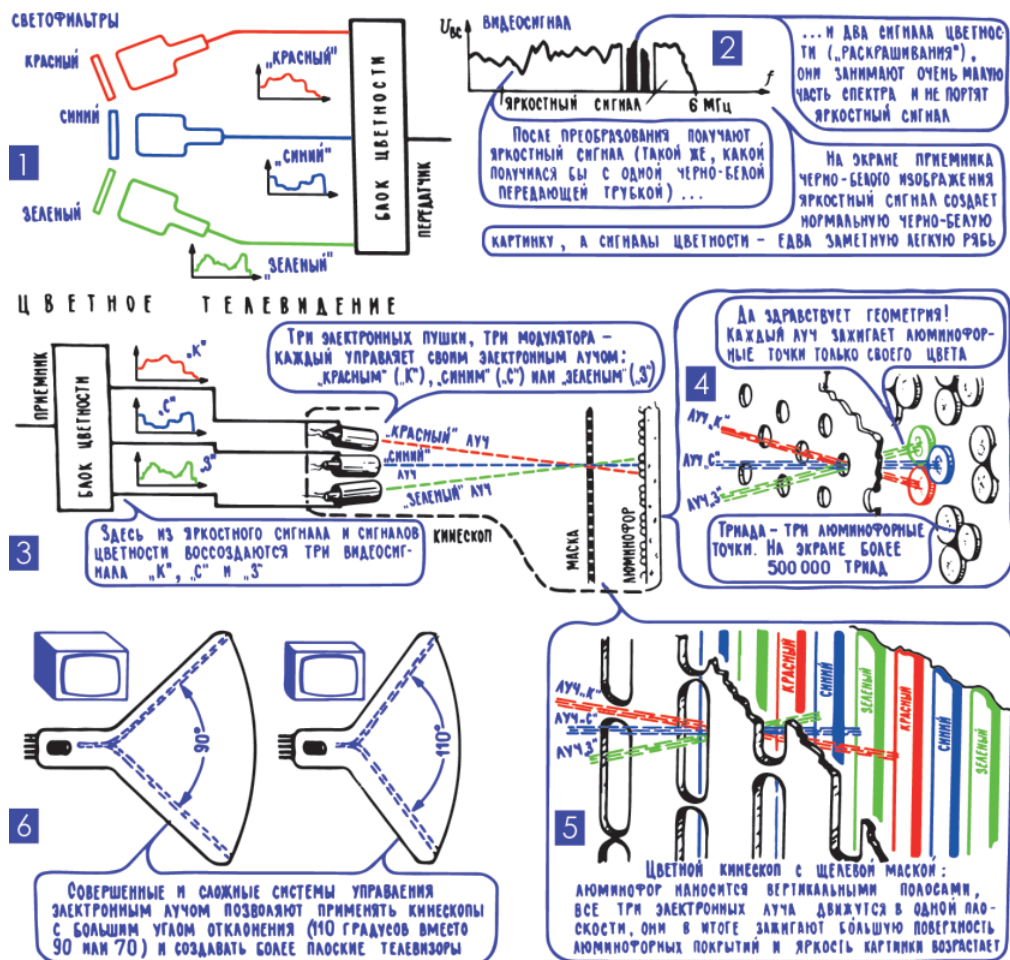 СВЕТОФИЛЬТРЫ
КРАСНЫЙ
СИНИЙ
ЗЕЛЕНЫЙ
„КРАСНЫЙ"
„СИНИЙ"
„ЗЕЛЕНЫЙ"
БЛОК ЦВЕТНОСТИ
ПЕРЕДАТЧИК
1
Uвс
ВИДЕОСИГНАЛ
2
f
ЯРКОСТНЫЙ СИГНАЛ
6 МГц
...И ДВА СИГНАЛА ЦВЕТНОС-
ТИ („РАСКРАШИВАНИЯ"),
ОНИ ЗАНИМАЮТ ОЧЕНЬ МАЛУЮ
ЧАСТЬ СПЕКТРА И НЕ ПОРТЯТ
ЯРКОСТНЫЙ СИГНАЛ
ПОСЛЕ ПРЕОБРАЗОВАНИЯ ПОЛУЧАЮТ
ЯРКОСТНЫЙ СИГНАЛ (ТАКОЙ ЖЕ, КАКОЙ
ПОЛУЧИЛСЯ БЫ С ОДНОЙ ЧЕРНО-БЕЛОЙ
ПЕРЕДАЮЩЕЙ ТРУБКОЙ) ...
НА ЭКРАНЕ ПРИЕМНИКА
ЧЕРНО-БЕЛОГО ИЗОБРАЖЕНИЯ
ЯРКОСТНЫЙ СИГНАЛ СОЗДАЕТ
НОРМАЛЬНУЮ ЧЕРНО-БЕЛУЮ
КАРТИНКУ, А СИГНАЛЫ ЦВЕТНОСТИ - ЕДВА ЗАМЕТНУЮ ЛЕГКУЮ РЯБЬ
ЦВЕТНОЕ ТЕЛЕВИДЕНИЕ
ПРИЕМНИК
БЛОК ЦВЕТНОСТИ
„К"
„С"
„З"
ТРИ ЭЛЕКТРОННЫХ ПУШКИ, ТРИ МОДУЛЯТОРА -
КАЖДЫЙ УПРАВЛЯЕТ СВОИМ ЭЛЕКТРОННЫМ ЛУЧОМ:
„КРАСНЫМ" („К"), „СИНИМ" („С") ИЛИ „ЗЕЛЕНЫМ" („З")
„КРАСНЫЙ" ЛУЧ
„СИНИЙ"
ЛУЧ
„ЗЕЛЕНЫЙ" ЛУЧ
КИНЕСКОП
МАСКА
ЛЮМИНОФОР
3
ЗДЕСЬ ИЗ ЯРКОСТНОГО СИГНАЛА И СИГНАЛОВ
ЦВЕТНОСТИ ВОССОЗДАЮТСЯ ТРИ ВИДЕОСИГ-
НАЛА „К", „С" И „З"
4
ДА ЗДРАВСТВУЕТ ГЕОМЕТРИЯ!
КАЖДЫЙ ЛУЧ ЗАЖИГАЕТ ЛЮМИНОФОР-
НЫЕ ТОЧКИ ТОЛЬКО СВОЕГО ЦВЕТА
ЛУЧ „К"
ЛУЧ „С"
ЛУЧ „З"
З
С
К
ТРИАДА - ТРИ ЛЮМИНОФОРНЫЕ
ТОЧКИ. НА ЭКРАНЕ БОЛЕЕ
500 000 ТРИАД
90°
110°
6
СОВЕРШЕННЫЕ И СЛОЖНЫЕ СИСТЕМЫ УПРАВЛЕНИЯ
ЭЛЕКТРОННЫМ ЛУЧОМ ПОЗВОЛЯЮТ ПРИМЕНЯТЬ КИНЕСКОПЫ
С БОЛЬШИМ УГЛОМ ОТКЛОНЕНИЯ (110 ГРАДУСОВ ВМЕСТО
90 ИЛИ 70) И СОЗДАВАТЬ БОЛЕЕ ПЛОСКИЕ ТЕЛЕВИЗОРЫ
ЛУЧ „К"
ЛУЧ „С"
ЛУЧ „З"
КРАСНЫЙ
СИНИЙ
ЗЕЛЕНЫЙ
КРАСНЫЙ
СИНИЙ
ЗЕЛЕНЫЙ
5
ЦВЕТНОЙ КИНЕСКОП С ЩЕЛЕВОЙ МАСКОЙ:
ЛЮМИНОФОР НАНОСИТСЯ ВЕРТИКАЛЬНЫМИ ПОЛОСАМИ,
ВСЕ ТРИ ЭЛЕКТРОННЫХ ЛУЧА ДВИЖУТСЯ В ОДНОЙ ПЛО-
СКОСТИ, ОНИ В ИТОГЕ ЗАЖИГАЮТ БО́ЛЬШУЮ ПОВЕРХНОСТЬ
ЛЮМИНОФОРНЫХ ПОКРЫТИЙ И ЯРКОСТЬ КАРТИНКИ ВОЗРАСТАЕТ